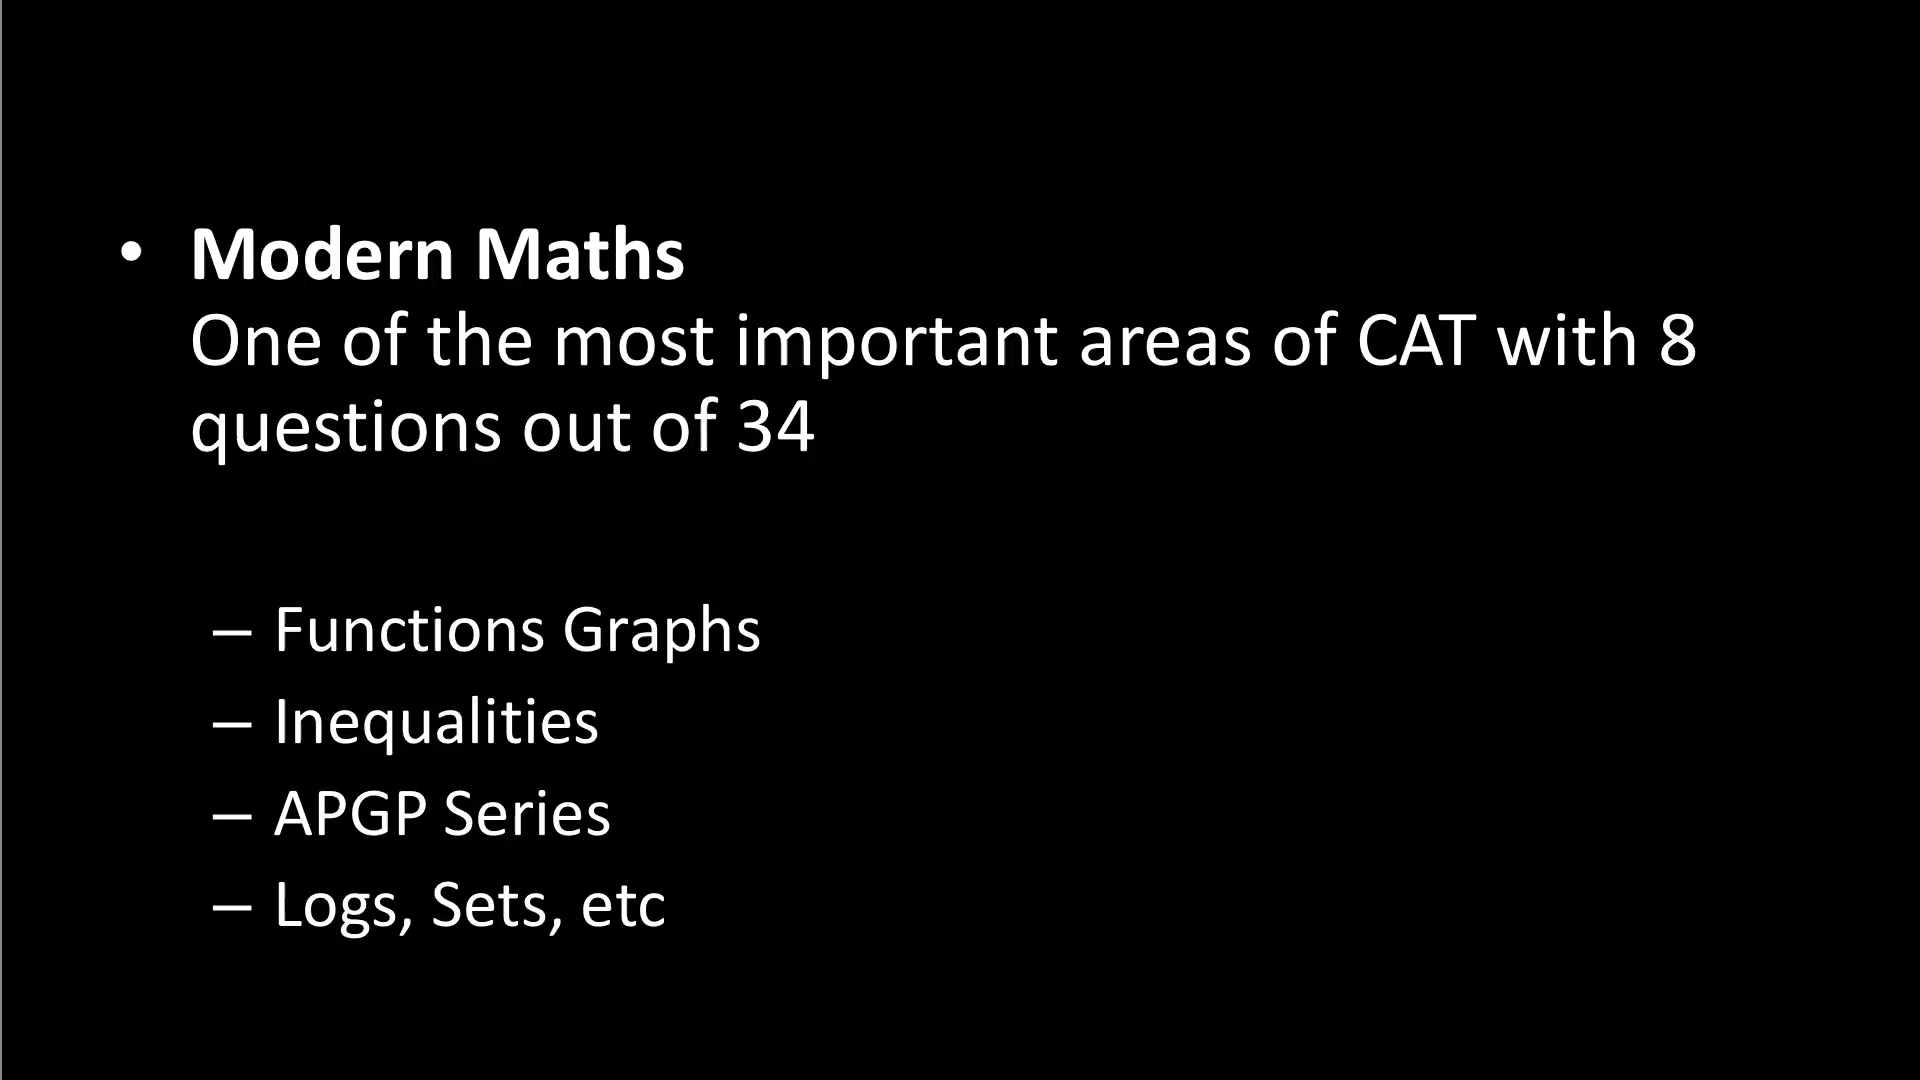 • Modern Maths
One of the most important areas of CAT with 8
questions out of 34
– Functions Graphs
– Inequalities
– APGP Series
– Logs, Sets, etc